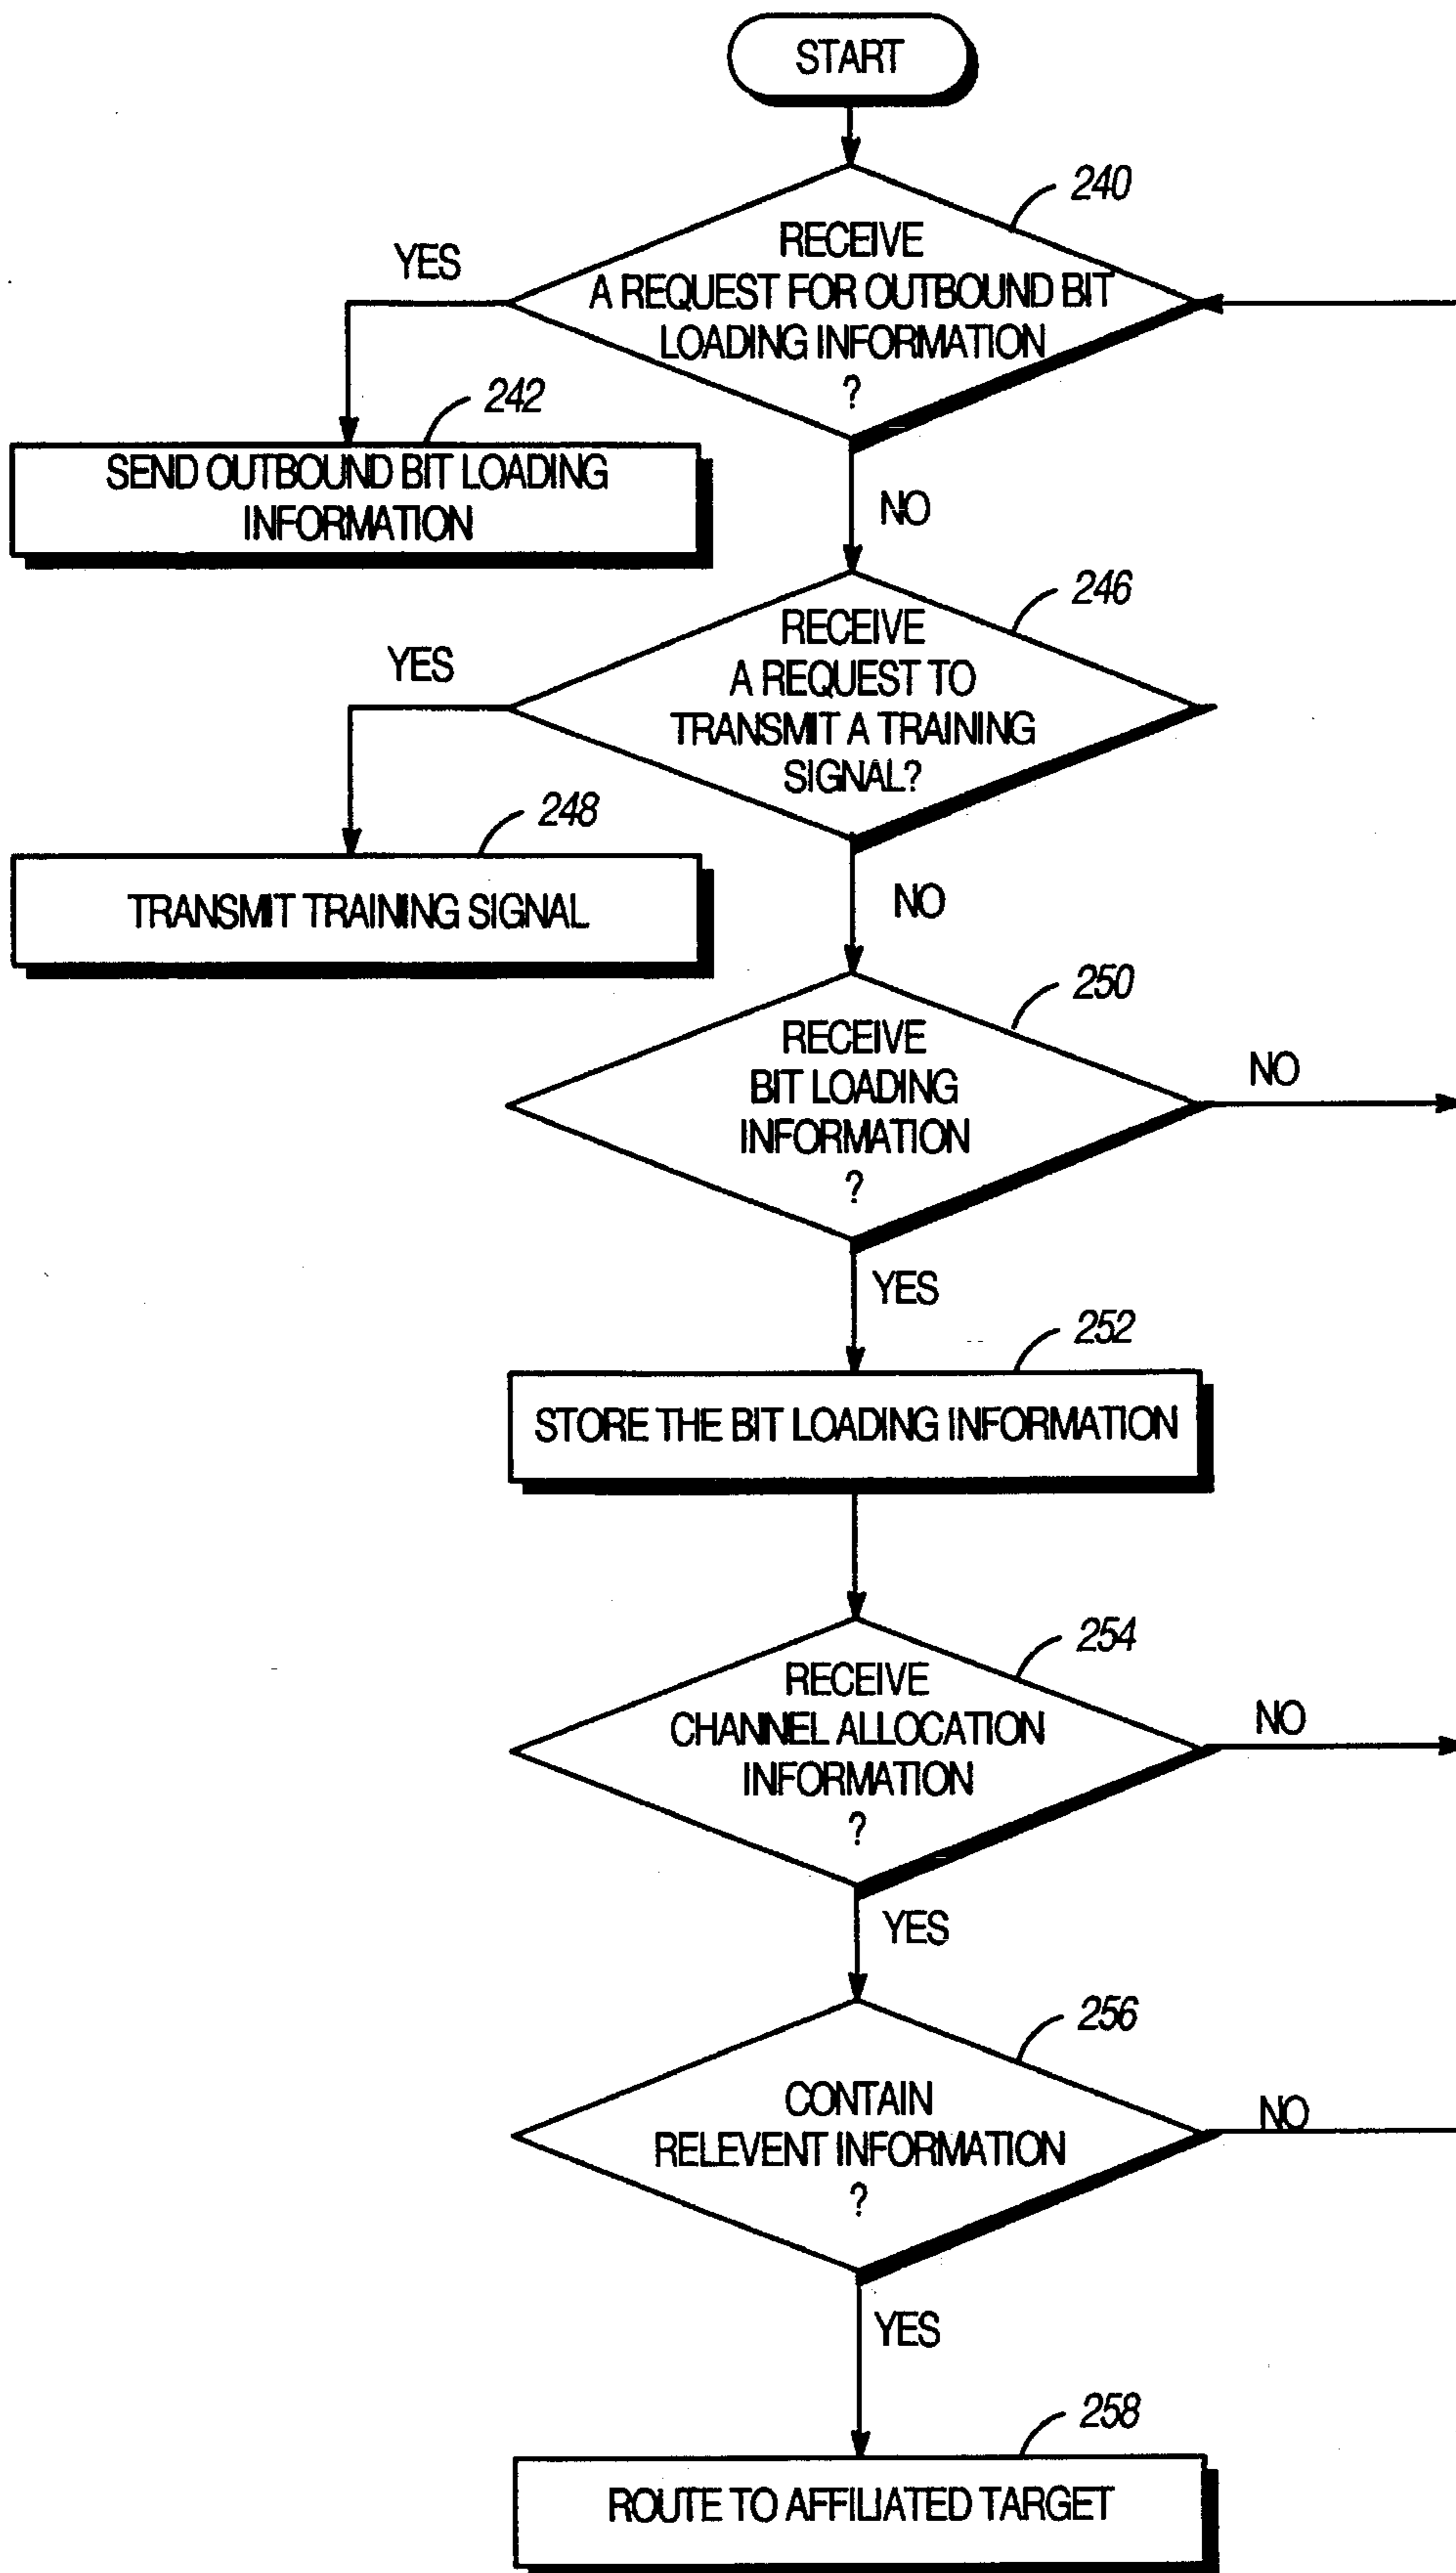 START
240
RECEIVE
A REQUEST FOR OUTBOUND BIT
LOADING INFORMATION
?
YES
242
SEND OUTBOUND BIT LOADING
INFORMATION
NO
246
RECEIVE
A REQUEST TO
TRANSMIT A TRAINING
SIGNAL?
YES
248
TRANSMIT TRAINING SIGNAL
NO
250
RECEIVE
BIT LOADING
INFORMATION
?
NO
YES
252
STORE THE BIT LOADING INFORMATION
254
RECEIVE
CHANNEL ALLOCATION
INFORMATION
?
NO
YES
256
CONTAIN
RELEVENT INFORMATION
?
NO
YES
258
ROUTE TO AFFILIATED TARGET